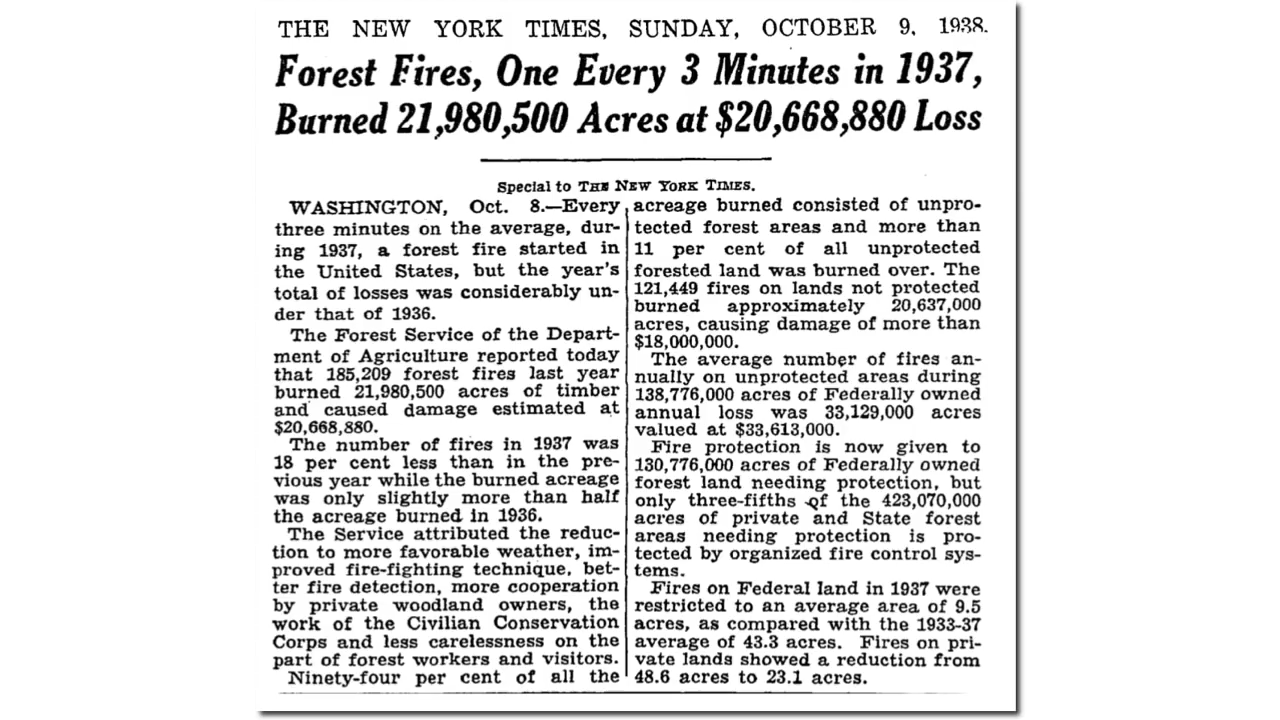 THE NEW YORK TIMES, SUNDAY, OCTOBER 9, 1938.
Forest Fires, One Every 3 Minutes in 1937,
Burned 21,980,500 Acres at $20,668,880 Loss
Special to THE NEW YORK TIMES.
WASHINGTON, Oct. 8.—Every
three minutes on the average, dur-
ing 1937, a forest fire started in
the United States, but the year's
total of losses was considerably un-
der that of 1936.
The Forest Service of the Depart-
ment of Agriculture reported today
that 185,209 forest fires last year
burned 21,980,500 acres of timber
and caused damage estimated at
$20,668,880.
The number of fires in 1937 was
18 per cent less than in the pre-
vious year while the burned acreage
was only slightly more than half
the acreage burned in 1936.
The Service attributed the reduc-
tion to more favorable weather, im-
proved fire-fighting technique, bet-
ter fire detection, more cooperation
by private woodland owners, the
work of the Civilian Conservation
Corps and less carelessness on the
part of forest workers and visitors.
Ninety-four per cent of all the
acreage burned consisted of unpro-
tected forest areas and more than
11 per cent of all unprotected
forested land was burned over. The
121,449 fires on lands not protected
burned approximately 20,637,000
acres, causing damage of more than
$18,000,000.
The average number of fires an-
nually on unprotected areas during
138,776,000 acres of Federally owned
annual loss was 33,129,000 acres
valued at $33,613,000.
Fire protection is now given to
130,776,000 acres of Federally owned
forest land needing protection, but
only three-fifths of the 423,070,000
acres of private and State forest
areas needing protection is pro-
tected by organized fire control sys-
tems.
Fires on Federal land in 1937 were
restricted to an average area of 9.5
acres, as compared with the 1933-37
average of 43.3 acres. Fires on pri-
vate lands showed a reduction from
48.6 acres to 23.1 acres.